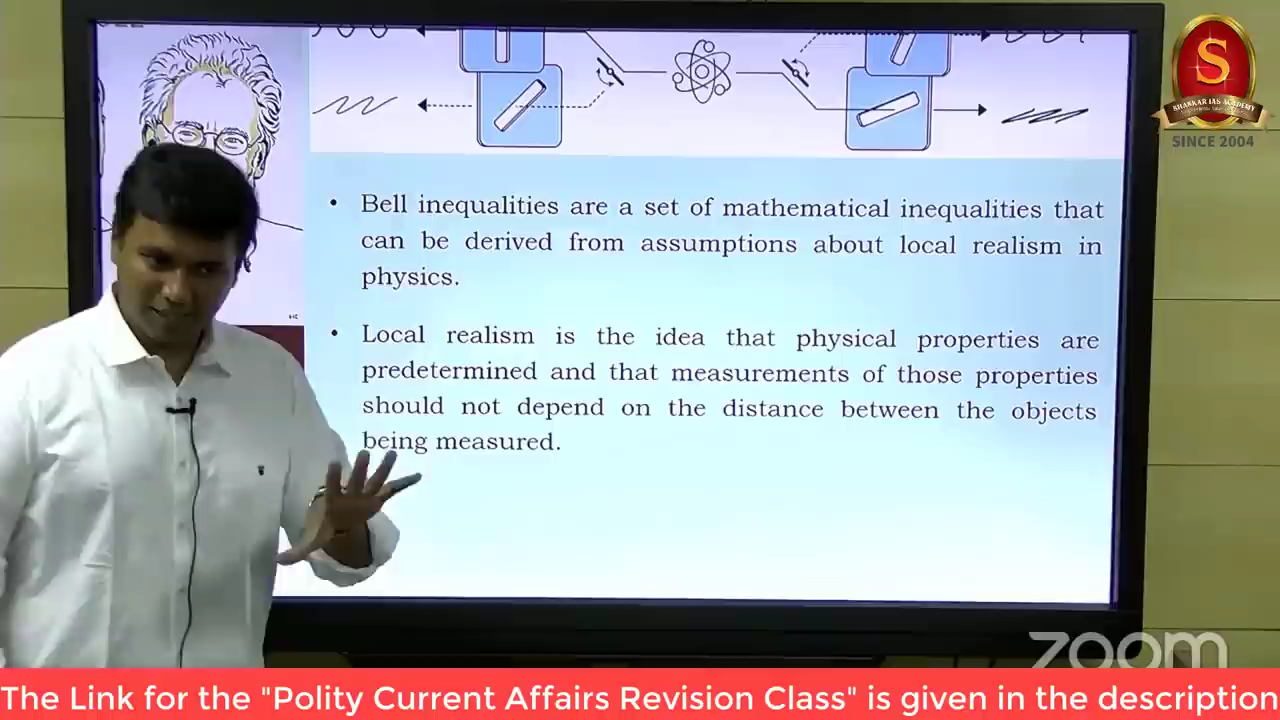 S
SHANKAR IAS ACADEMY
SINCE 2004
• Bell inequalities are a set of mathematical inequalities that
can be derived from assumptions about local realism in
physics.
• Local realism is the idea that physical properties are
predetermined and that measurements of those properties
should not depend on the distance between the objects
being measured.
zoom
The Link for the "Polity Current Affairs Revision Class" is given in the description